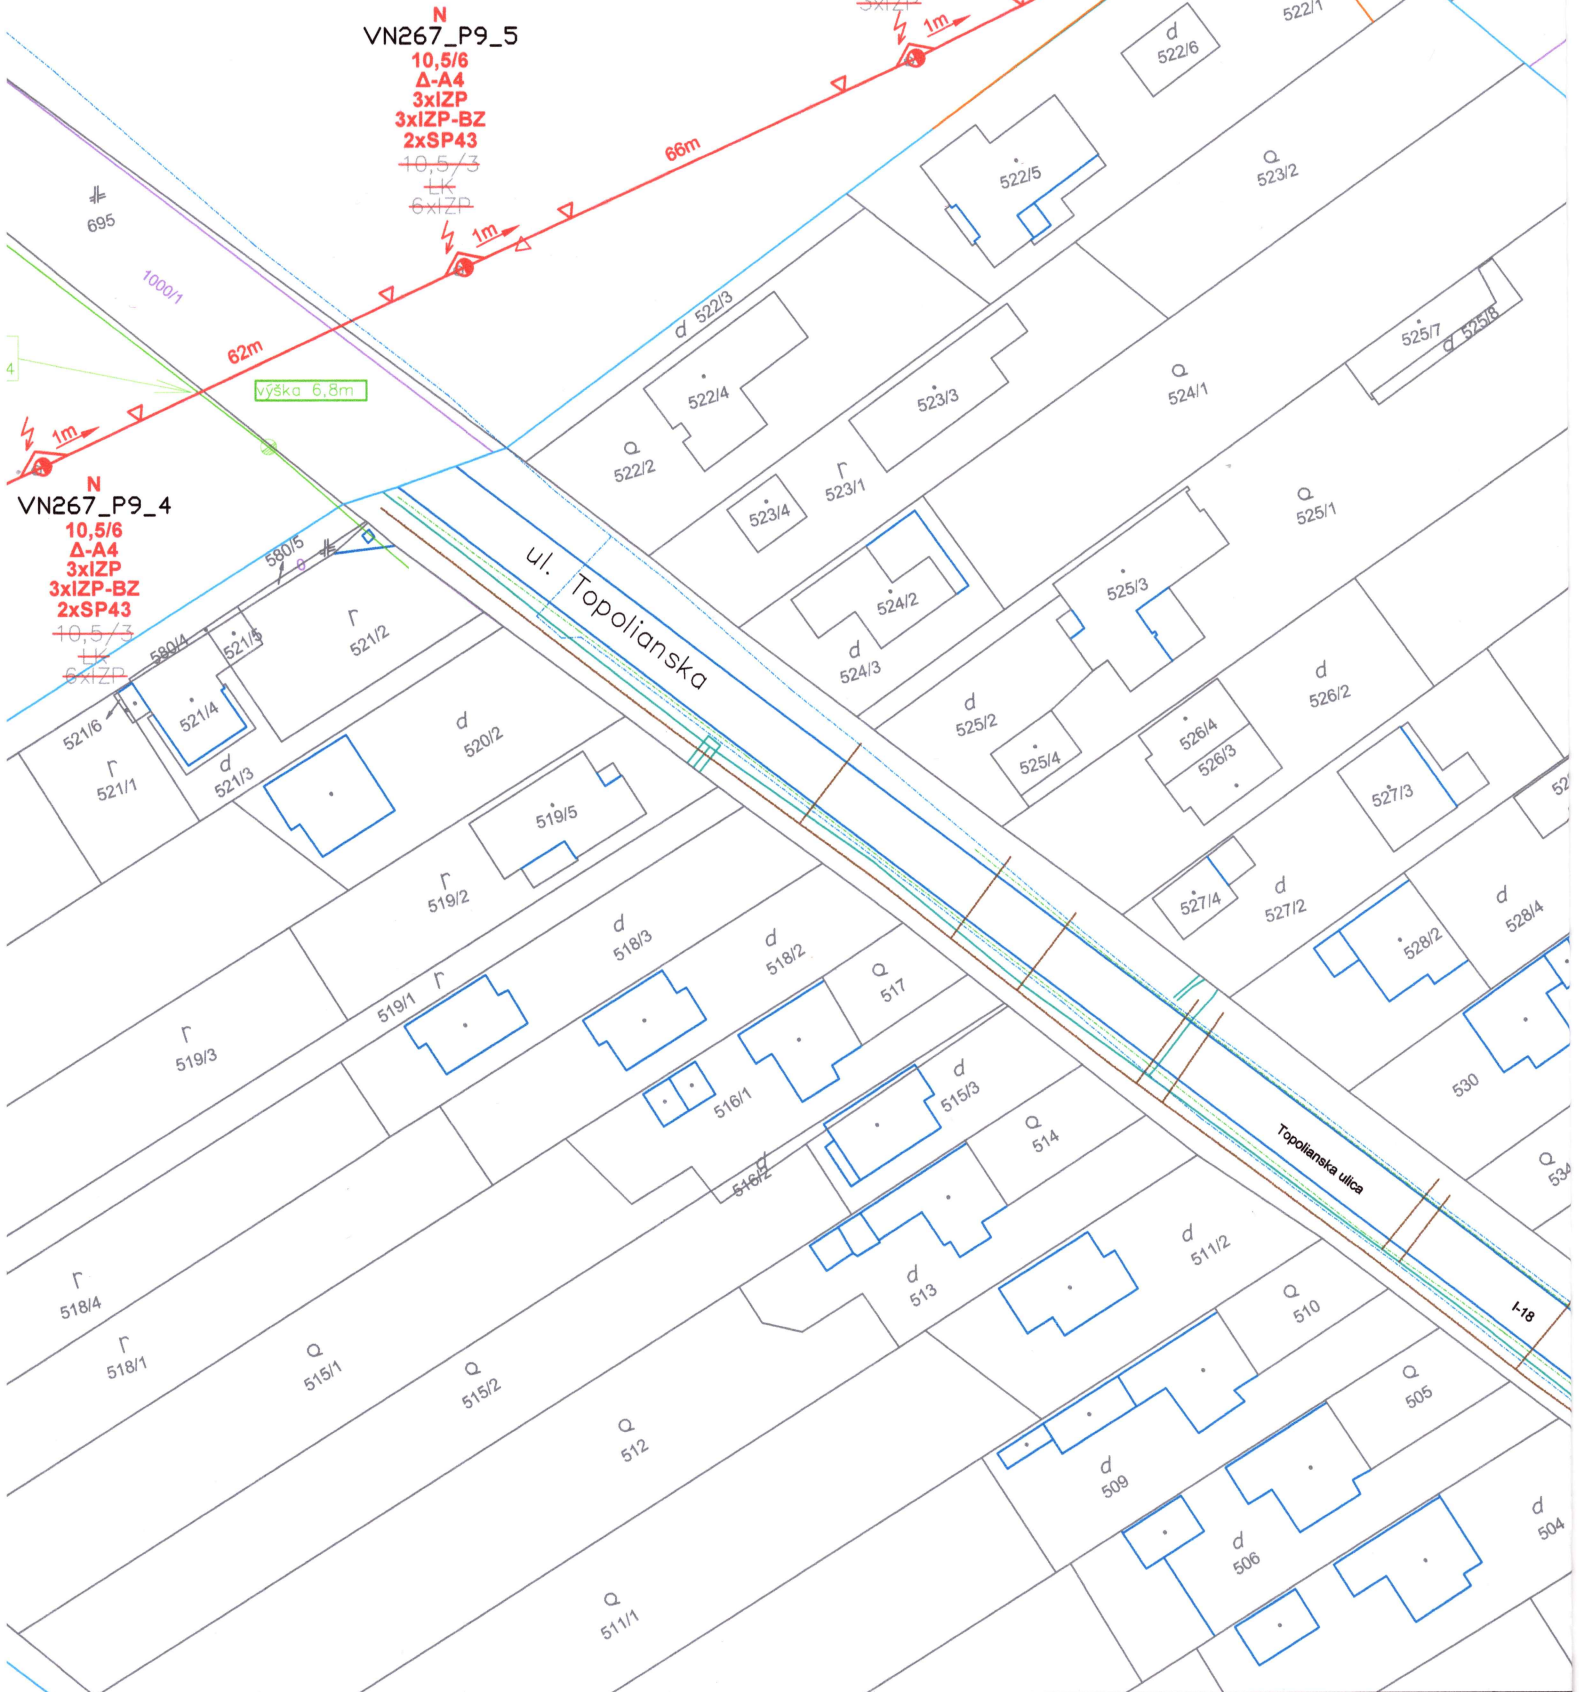 N
VN267_P9_5
10,5/6
Δ-A4
3xIZP
3xIZP-BZ
2xSP43
10,5/3
LK
6xIZP
1m
522/1
d
522/6
66m
522/5
Q
523/2
695
1000/1
1m
62m
výška 6,8m
4
1m
d 522/3
522/4
523/3
525/7
d 525/8
Q
524/1
Q
522/2
r
523/1
523/4
Q
525/1
N
VN267_P9_4
10,5/6
Δ-A4
3xIZP
3xIZP-BZ
2xSP43
10,5/3
LK
6xIZP
580/5
ul. Topolianska
524/2
525/3
d
524/3
580/4
521/5
r
521/2
521/4
521/6
r
521/1
d
521/3
d
520/2
d
525/2
525/4
d
526/2
526/4
526/3
527/3
519/5
r
519/2
527/4
d
527/2
528/2
d
528/4
d
518/3
d
518/2
Q
517
519/1 r
r
519/3
516/1
d
515/3
530
Q
514
d
516/2
Topolianska ulica
Q
534
d
511/2
d
513
r
518/4
r
518/1
Q
515/1
Q
515/2
Q
510
I-18
Q
512
Q
505
d
509
d
506
d
504
Q
511/1